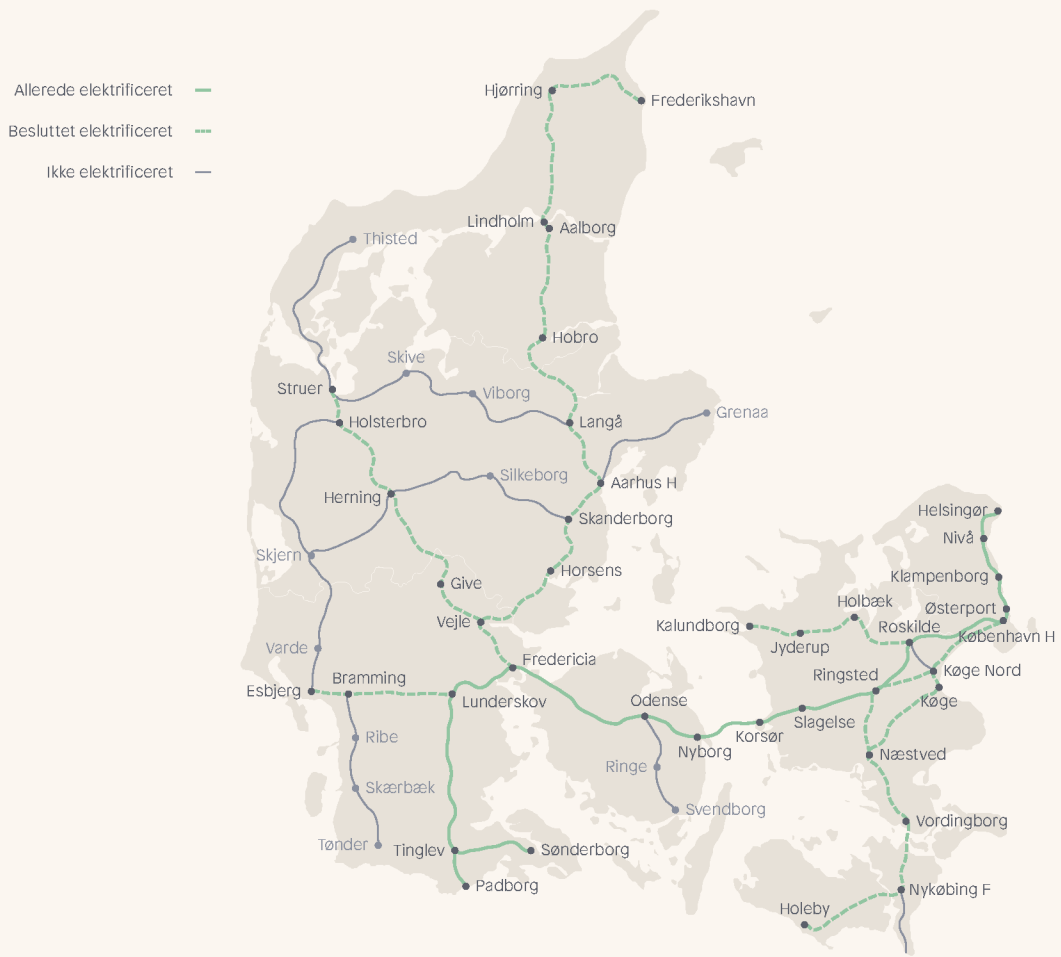 Hjørring
Allerede elektrificeret
Frederikshavn
Besluttet elektrificeret
Ikke elektrificeret
Lindholm
Aalborg
Thisted
Hobro
Skive
Struer
Viborg
Grenaa
Holsterbro
Langå
Silkeborg
Aarhus H
Herning
Skanderborg
Helsingør
Nivå
Skjern
Horsens
Klampenborg
Give
Holbæk
Østerport
Vejle
Kalundborg
Roskilde
København H
Varde
Jyderup
Fredericia
Køge Nord
Ringsted
Bramming
Esbjerg
Lunderskov
Odense
Køge
Slagelse
Korsør
Ribe
Nyborg
Næstved
Ringe
Skærbæk
Svendborg
Vordingborg
Tønder
Tinglev
Sønderborg
Padborg
Nykøbing F
Holeby